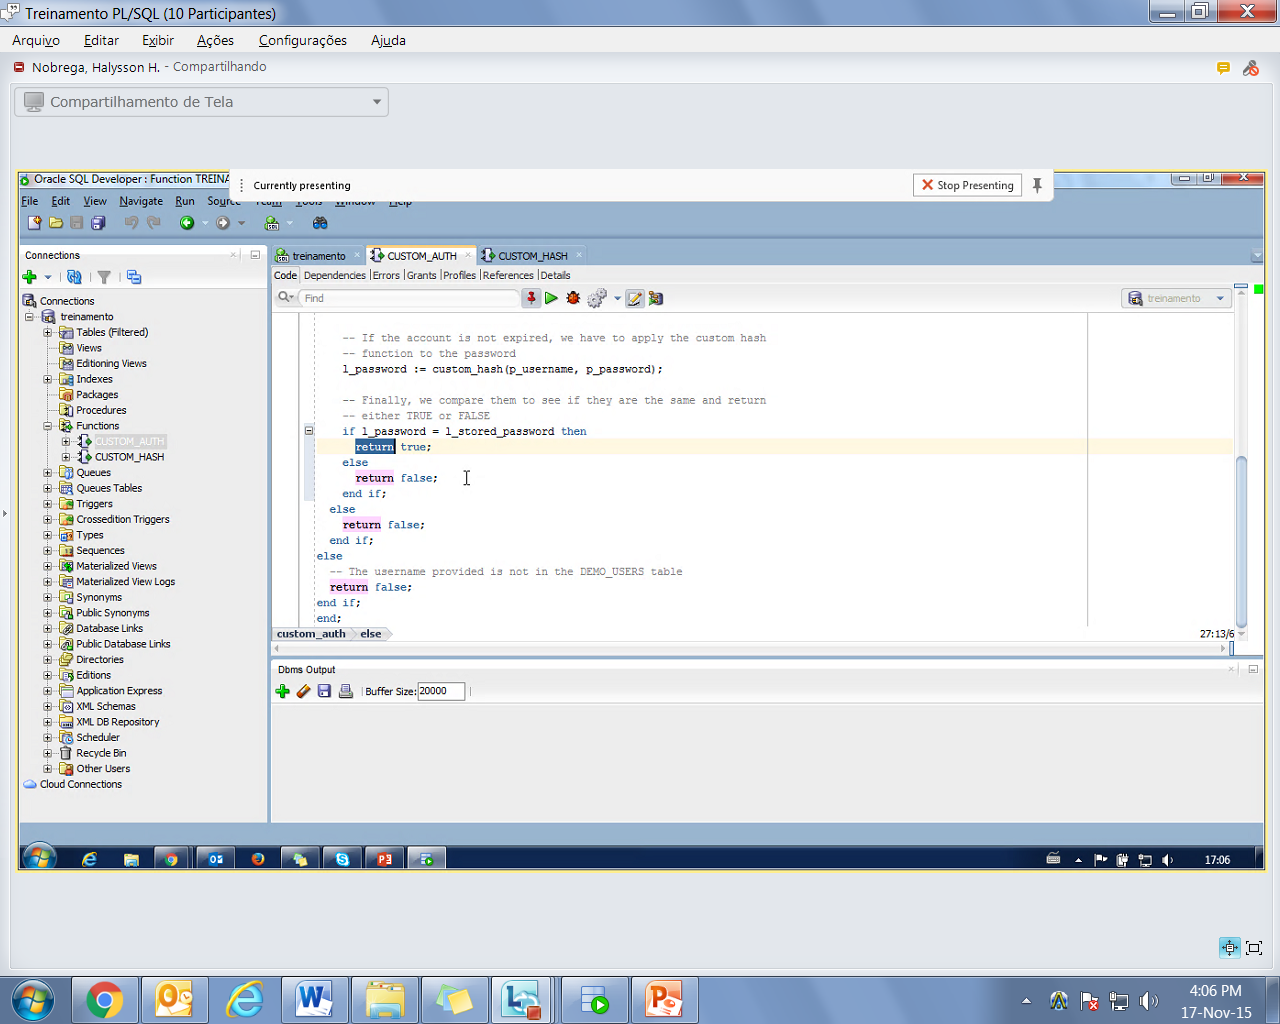 Treinamento PL/SQL (10 Participantes)
Arquivo Editar Exibir Ações Configurações Ajuda
Nobrega, Halysson H. - Compartilhando
Compartilhamento de Tela
Oracle SQL Developer : Function TREINA
Currently presenting
Stop Presenting
File Edit View Navigate Run Source Team Tools Window Help
Connections
treinamento CUSTOM_AUTH CUSTOM_HASH
Code Dependencies Errors Grants Profiles References Details
Find
treinamento
Connections
treinamento
Tables (Filtered)
Views
Editioning Views
Indexes
Packages
Procedures
Functions
CUSTOM_AUTH
CUSTOM_HASH
Queues
Queues Tables
Triggers
Crossedition Triggers
Types
Sequences
Materialized Views
Materialized View Logs
Synonyms
Public Synonyms
Database Links
Public Database Links
Directories
Editions
Application Express
XML Schemas
XML DB Repository
Scheduler
Recycle Bin
Other Users
Cloud Connections
-- If the account is not expired, we have to apply the custom hash
-- function to the password
l_password := custom_hash(p_username, p_password);
-- Finally, we compare them to see if they are the same and return
-- either TRUE or FALSE
if l_password = l_stored_password then
return true;
else
return false;
end if;
else
return false;
end if;
else
-- The username provided is not in the DEMO_USERS table
return false;
end if;
end;
custom_auth else
27:13/6
Dbms Output
Buffer Size: 20000
17:06
4:06 PM
17-Nov-15